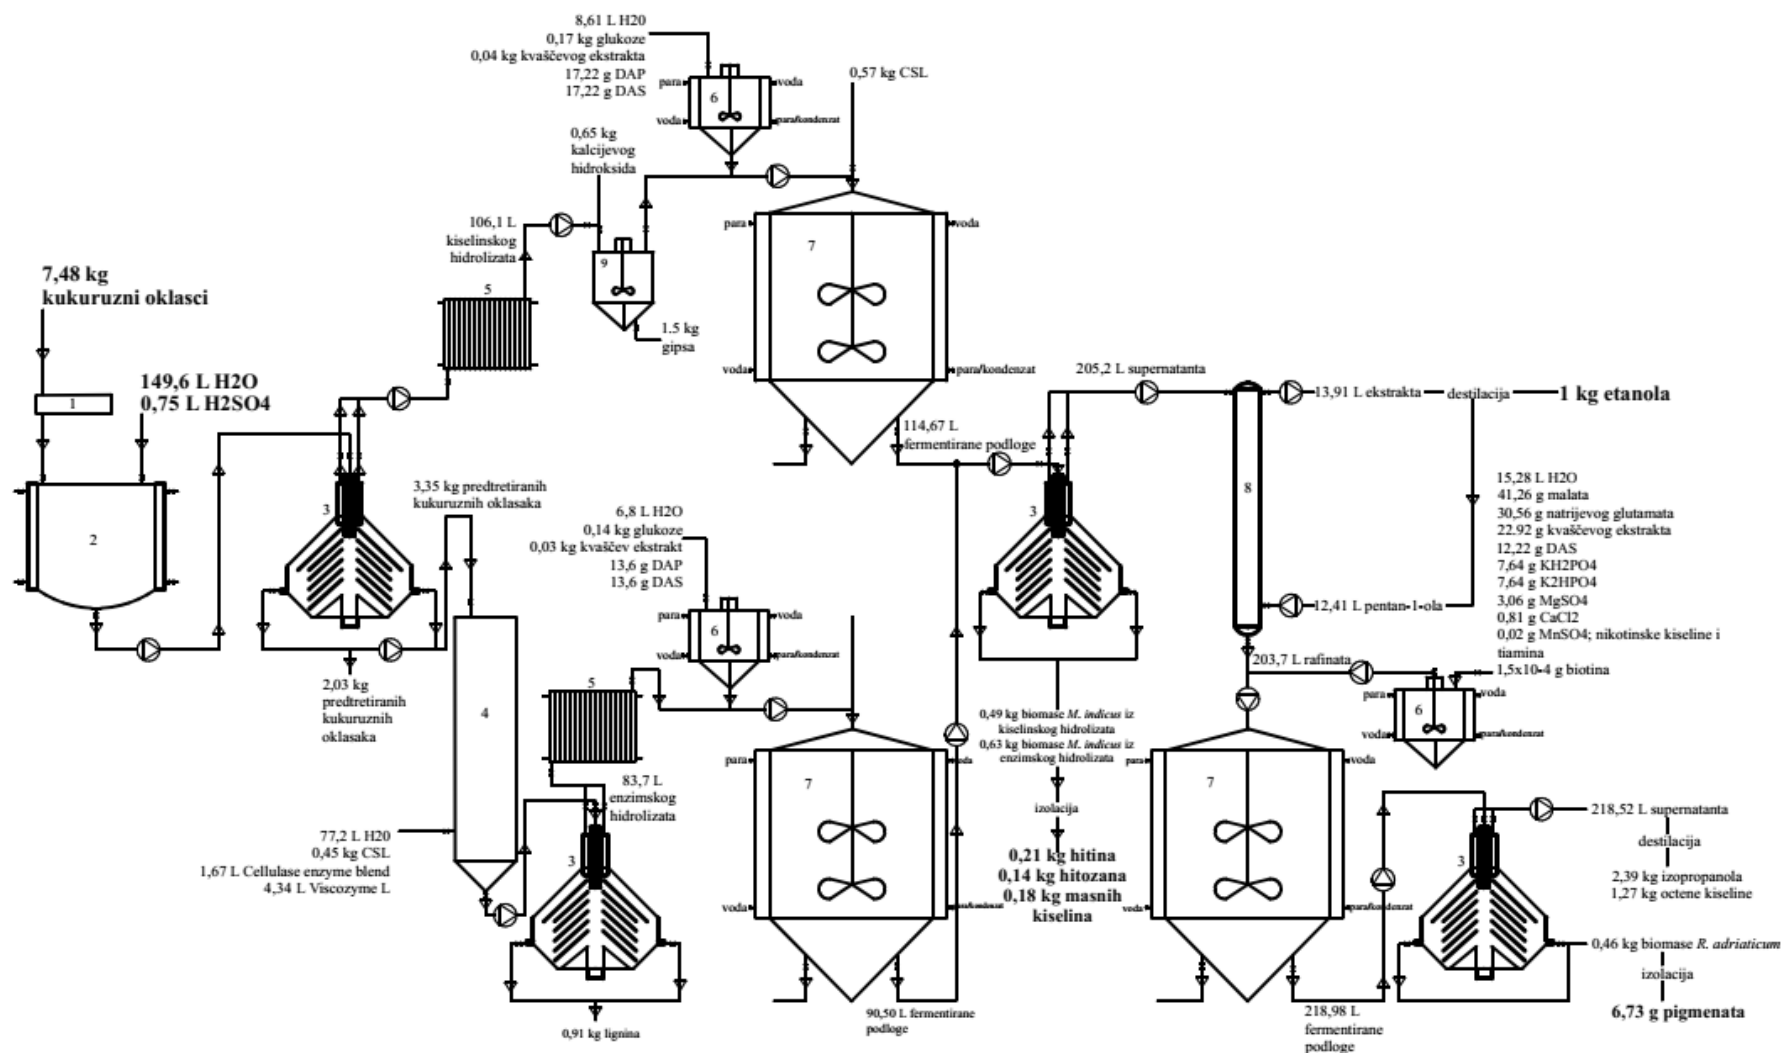 8,61 L H20
0,17 kg glukoze
0,04 kg kvaščevog ekstrakta
17,22 g DAP
17,22 g DAS
para
voda
6
voda
para/kondenzat
0,57 kg CSL
0,65 kg
kalcijevog
hidroksida
106,1 L
kiselinskog
hidrolizata
9
1.5 kg
gipsa
5
para
voda
7
voda
para/kondenzat
7,48 kg
kukuruzni oklasci
1
149,6 L H2O
0,75 L H2SO4
2
3
3,35 kg predtretiranih
kukuruznih oklasaka
2,03 kg
predtretiranih
kukuruznih
oklasaka
4
77,2 L H20
0,45 kg CSL
1,67 L Cellulase enzyme blend
4,34 L Viscozyme L
6,8 L H2O
0,14 kg glukoze
0,03 kg kvaščev ekstrakt
13,6 g DAP
13,6 g DAS
para
voda
6
voda
para/kondenzat
5
83,7 L
enzimskog
hidrolizata
3
0,91 kg lignina
para
voda
7
voda
para/kondenzat
90,50 L fermentirane
podloge
114,67 L
fermentirane podloge
205,2 L supernatanta
3
0,49 kg biomase M. indicus iz
kiselinskog hidrolizata
0,63 kg biomase M. indicus iz
enzimskog hidrolizata
izolacija
0,21 kg hitina
0,14 kg hitozana
0,18 kg masnih
kiselina
8
13,91 L ekstrakta
destilacija
1 kg etanola
12,41 L pentan-1-ola
203,7 L rafinata
15,28 L H2O
41,26 g malata
30,56 g natrijevog glutamata
22,92 g kvaščevog ekstrakta
12,22 g DAS
7,64 g KH2PO4
7,64 g K2HPO4
3,06 g MgSO4
0,81 g CaCl2
0,02 g MnSO4; nikotinske kiseline i
tiamina
1,5x10-4 g biotina
para
voda
6
voda
para/kondenzat
para
voda
7
voda
para/kondenzat
218,98 L
fermentirane
podloge
3
218,52 L supernatanta
destilacija
2,39 kg izopropanola
1,27 kg octene kiseline
0,46 kg biomase R. adriaticum
izolacija
6,73 g pigmenata